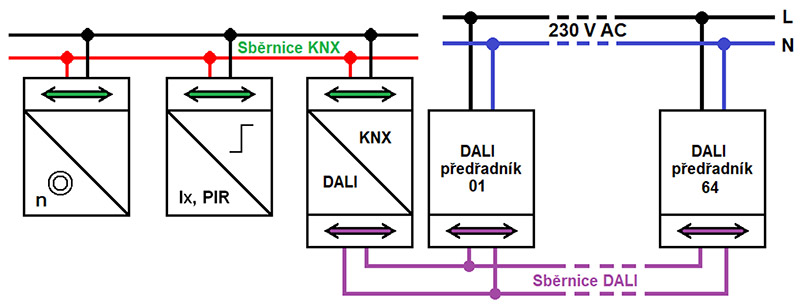 L
230 V AC
N
Sběrnice KNX
n
lx, PIR
KNX
DALI
DALI
předřadník
01
DALI
předřadník
64
Sběrnice DALI